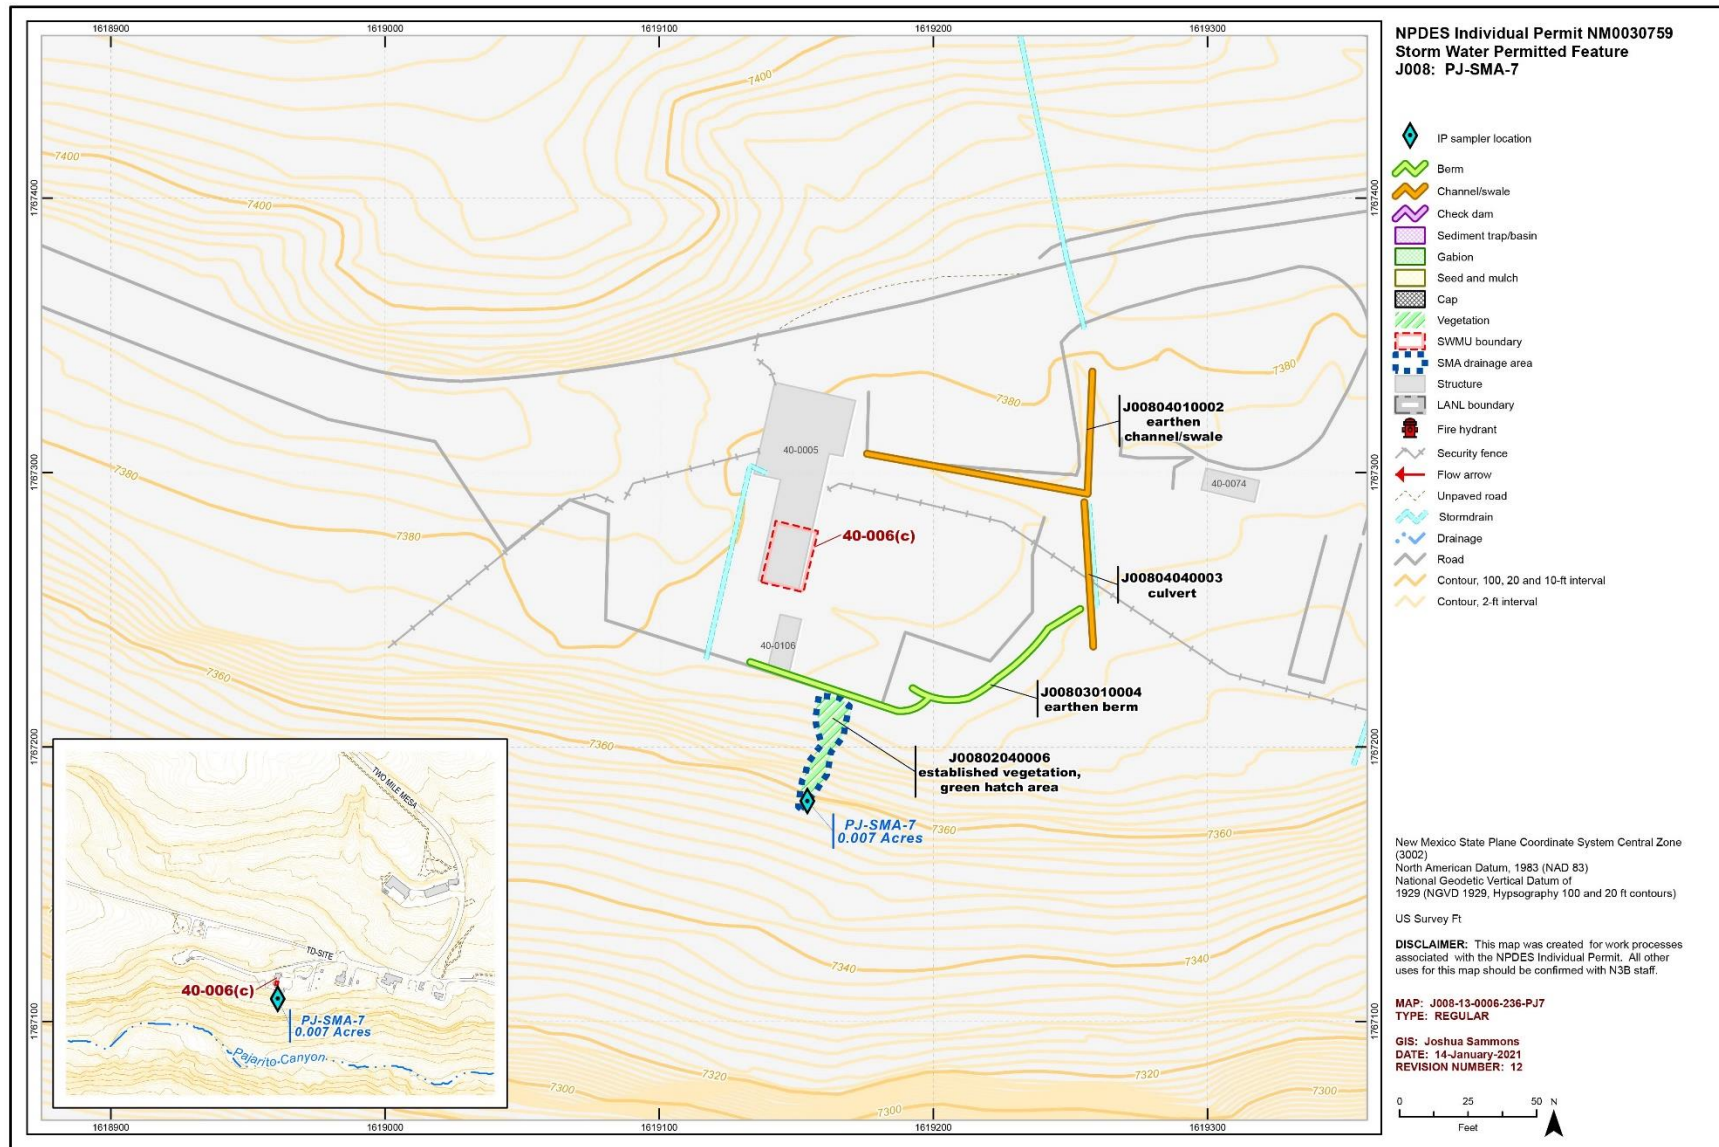 NPDES Individual Permit NM0030759
Storm Water Permitted Feature
J008: PJ-SMA-7
IP sampler location
Berm
Channel/swale
Check dam
Sediment trap/basin
Gabion
Seed and mulch
Cap
Vegetation
SWMU boundary
SMA drainage area
Structure
LANL boundary
Fire hydrant
Security fence
Flow arrow
Unpaved road
Stormdrain
Drainage
Road
Contour, 100, 20 and 10-ft interval
Contour, 2-ft interval
New Mexico State Plane Coordinate System Central Zone
(3002)
North American Datum, 1983 (NAD 83)
National Geodetic Vertical Datum of
1929 (NGVD 1929, Hypsography 100 and 20 ft contours)
US Survey Ft
DISCLAIMER: This map was created for work processes
associated with the NPDES Individual Permit. All other
uses for this map should be confirmed with N3B staff.
MAP: J008-13-0006-236-PJ7
TYPE: REGULAR
GIS: Joshua Sammons
DATE: 14-January-2021
REVISION NUMBER: 12
0 25 50
Feet
N
1618900 1619000 1619100 1619200 1619300
7400
7400
7400
1767400 1767400
7380
7380
J00804010002
earthen
channel/swale
40-0005
1767300 1767300
7380
40-0074
7380
40-006(c)
J00804040003
culvert
40-0106
7360
J00803010004
earthen berm
7360
1767200 1767200
J00802040006
established vegetation,
green hatch area
PJ-SMA-7
0.007 Acres
7360
7360
7340
7340
1767100 1767100
7320
7320
7300
7300
7300
TWO MILE MESA
TD-SITE
40-006(c)
PJ-SMA-7
0.007 Acres
Pajarito Canyon
1618900 1619000 1619100 1619200 1619300